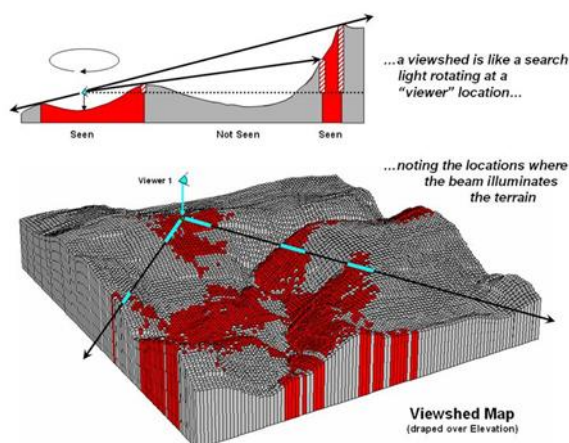 …a viewshed is like a search
light rotating at a
“viewer” location…
Seen
Not Seen
Seen
…noting the locations where
the beam illuminates
the terrain
Viewer 1
Viewshed Map
(draped over Elevation)